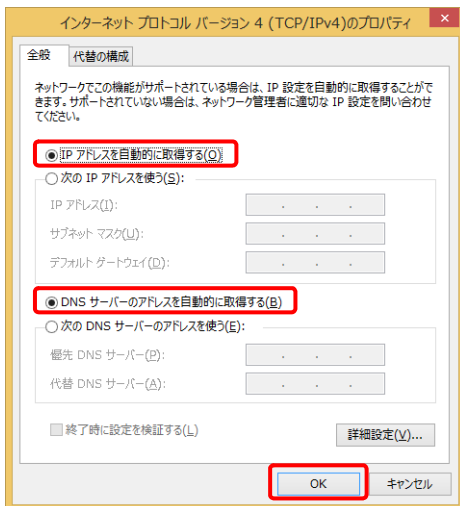 インターネット プロトコル バージョン 4 (TCP/IPv4)のプロパティ
全般 代替の構成
ネットワークでこの機能がサポートされている場合は、IP 設定を自動的に取得することがで
きます。サポートされていない場合は、ネットワーク管理者に適切な IP 設定を問い合わせ
てください。
IP アドレスを自動的に取得する(O)
次の IP アドレスを使う(S):
IP アドレス(I):
サブネット マスク(U):
デフォルト ゲートウェイ(D):
DNS サーバーのアドレスを自動的に取得する(B)
次の DNS サーバーのアドレスを使う(E):
優先 DNS サーバー(P):
代替 DNS サーバー(A):
終了時に設定を検証する(L)
詳細設定(V)...
OK キャンセル